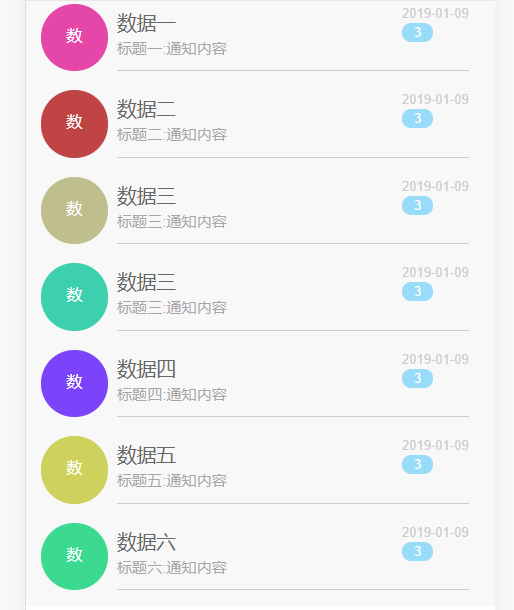 数
数据一
2019-01-09
标题一:通知内容
3
数
数据二
2019-01-09
标题二:通知内容
3
数
数据三
2019-01-09
标题三:通知内容
3
数
数据三
2019-01-09
标题三:通知内容
3
数
数据四
2019-01-09
标题四:通知内容
3
数
数据五
2019-01-09
标题五:通知内容
3
数
数据六
2019-01-09
标题六:通知内容
3